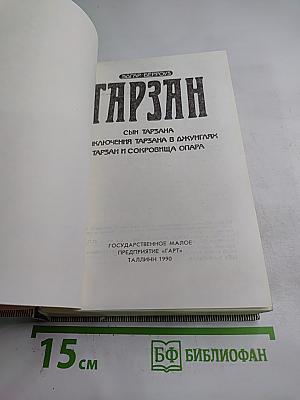 ЭДГАР БЕРРОУЗ
ТАРЗАН
СЫН ТАРЗАНА
КЛЮЧЕНИЯ ТАРЗАНА В ДЖУНГЛЯХ
ТАРЗАН И СОКРОВИЩА ОПАРА
ГОСУДАРСТВЕННОЕ МАЛОЕ
ПРЕДПРИЯТИЕ «ГАРТ»
ТАЛЛИНН 1990
15 см
БФ БИБЛИОФАН